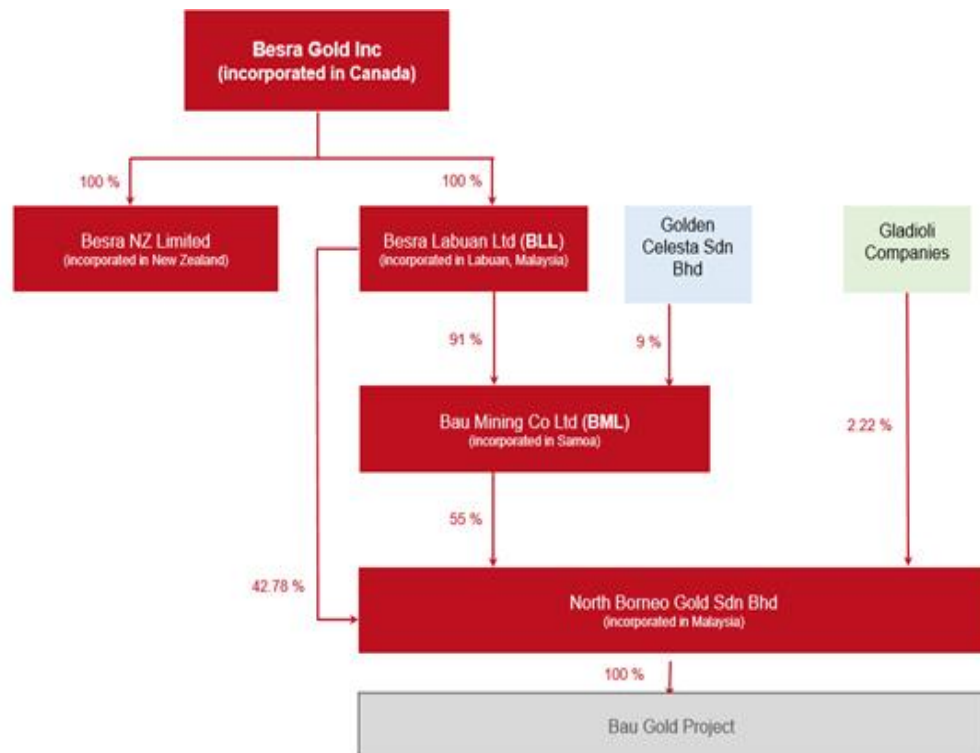 Besra Gold Inc
(incorporated in Canada)
100 %
100 %
Besra NZ Limited
(incorporated in New Zealand)
Besra Labuan Ltd (BLL)
(incorporated in Labuan, Malaysia)
Golden
Celesta Sdn
Bhd
Gladioli
Companies
91 %
9 %
Bau Mining Co Ltd (BML)
(incorporated in Samoa)
2.22 %
55 %
42.78 %
North Borneo Gold Sdn Bhd
(incorporated in Malaysia)
100 %
Bau Gold Project